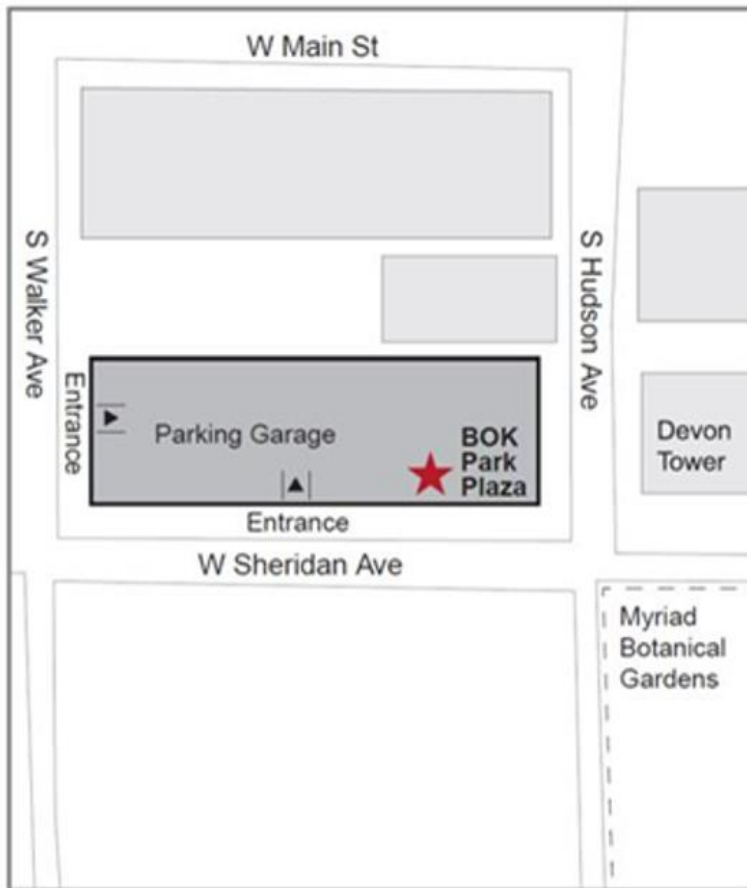 W Main St
S Walker Ave
S Hudson Ave
Entrance
Parking Garage
BOK
Park
Plaza
Devon
Tower
Entrance
W Sheridan Ave
Myriad
Botanical
Gardens